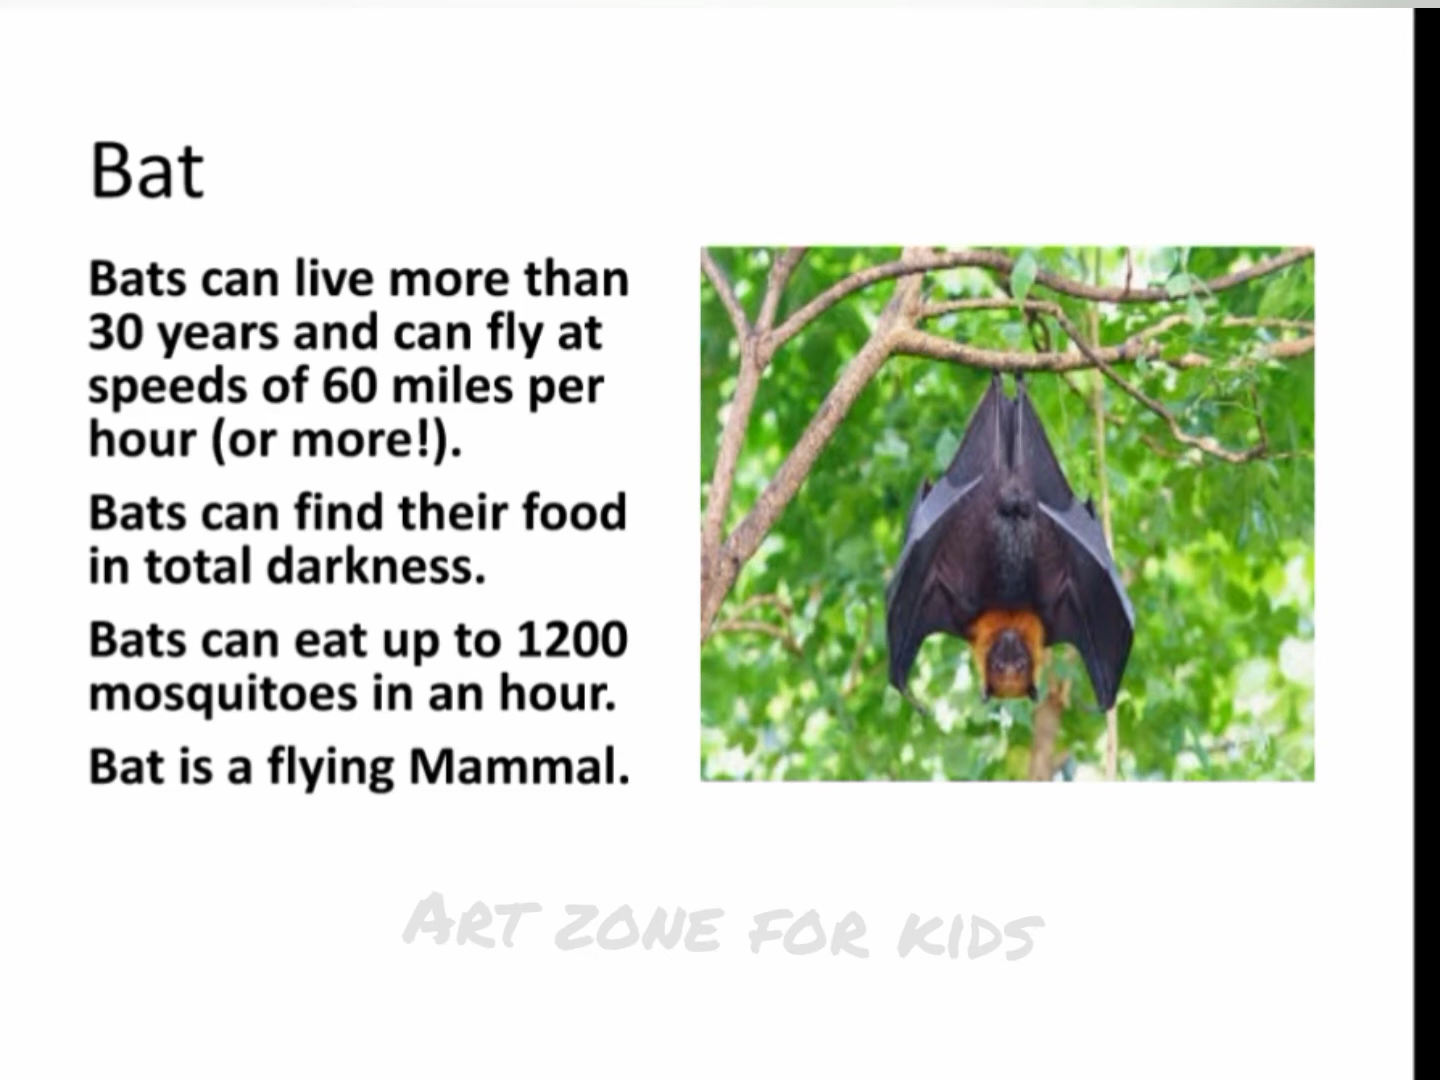 Bat
Bats can live more than
30 years and can fly at
speeds of 60 miles per
hour (or more!).
Bats can find their food
in total darkness.
Bats can eat up to 1200
mosquitoes in an hour.
Bat is a flying Mammal.
ART ZONE FOR KIDS